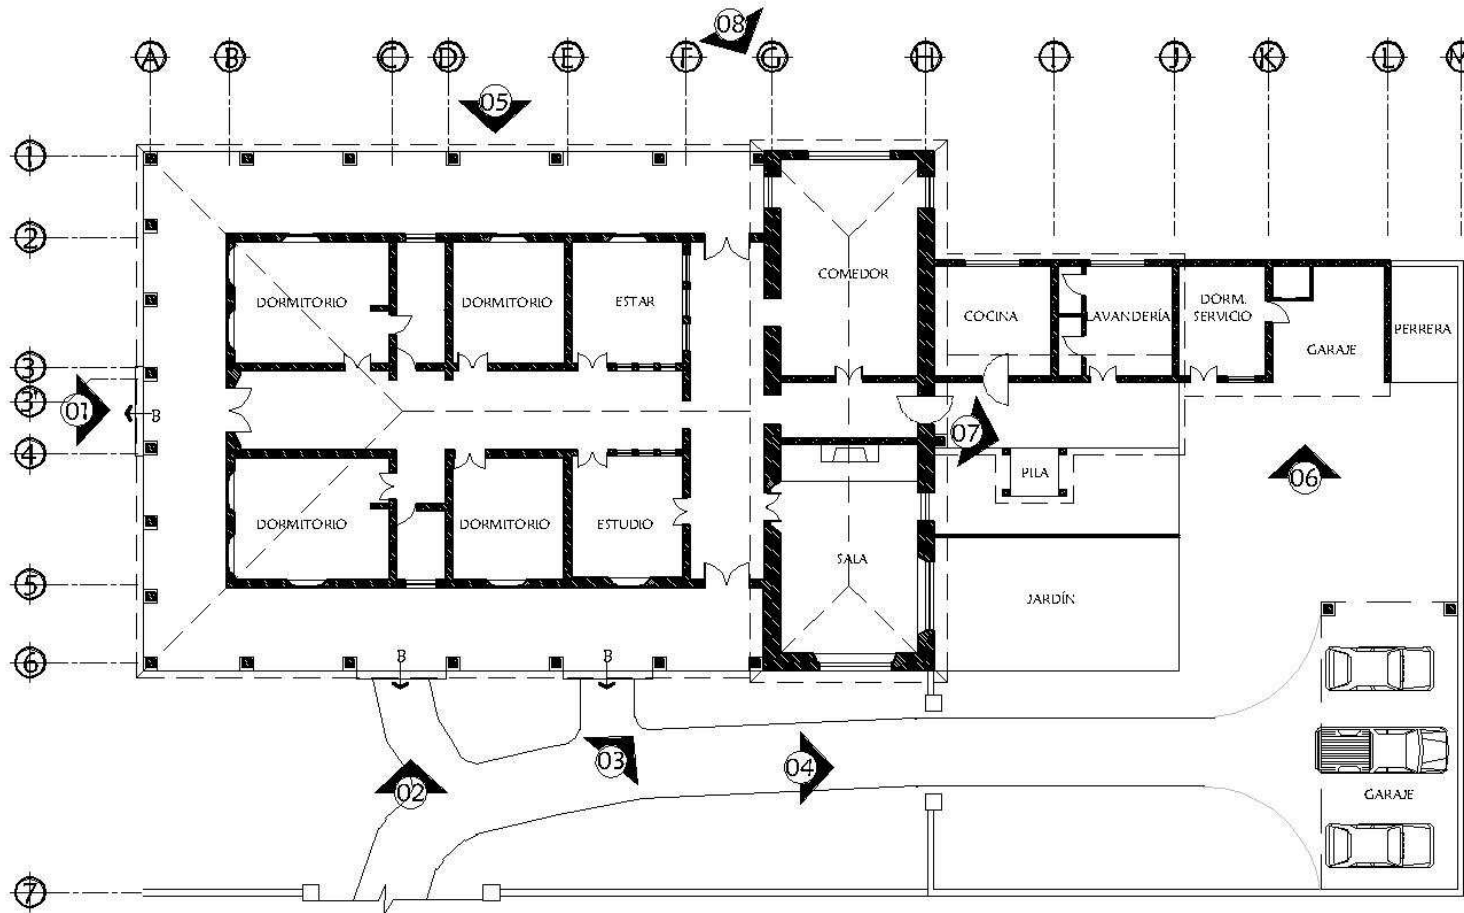 08
A B C D E F G H I J K L M
05
1
2
COMEDOR
DORMITORIO
DORMITORIO
ESTAR
COCINA
LAVANDERÍA
DORM.
SERVICIO
GARAJE
PERRERA
3
3'
01
B
07
4
PILA
06
DORMITORIO
DORMITORIO
ESTUDIO
SALA
5
JARDÍN
6
B
B
03
04
02
GARAJE
7